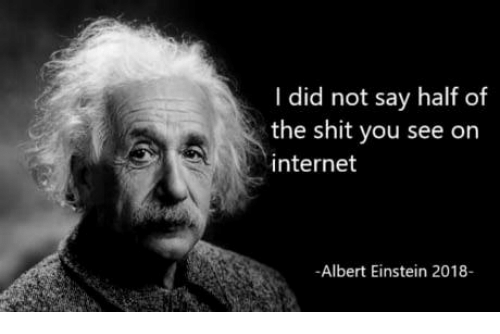 I did not say half of
the shit you see on
internet
-Albert Einstein 2018-